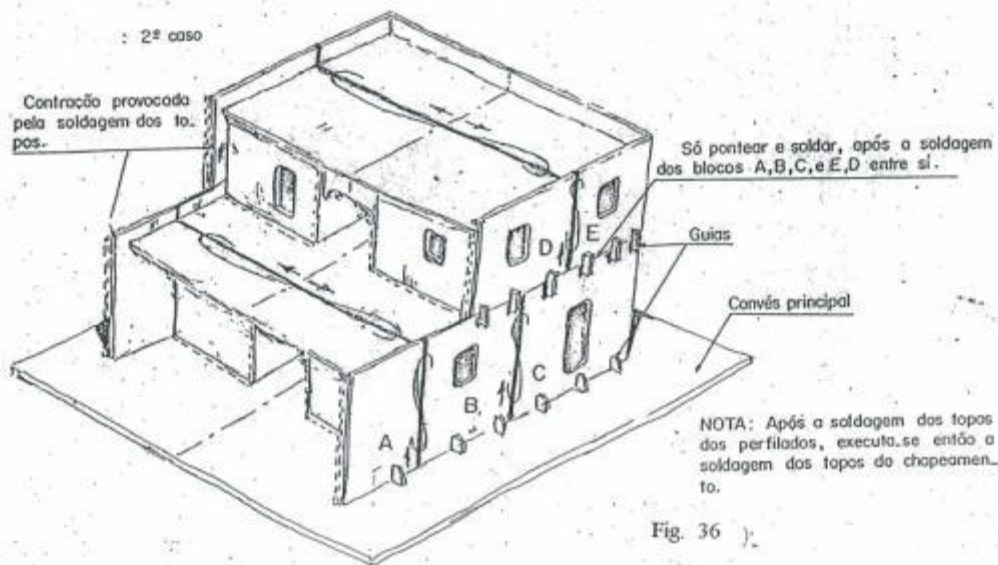 : 2º caso
Contração provocada
pela soldagem dos to-
pos.
Só pontear e soldar, após a soldagem
dos blocos A,B,C,e E,D entre sí.
Guias
Convés principal
D
E
C
B
A
NOTA: Após a soldagem dos topos
dos perfilados, executa-se então a
soldagem dos topos do chapeamen-
to.
Fig. 36